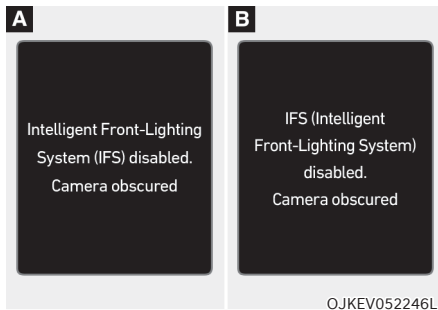 A
Intelligent Front-Lighting
System (IFS) disabled.
Camera obscured
B
IFS (Intelligent
Front-Lighting System)
disabled.
Camera obscured
OJKEV052246L